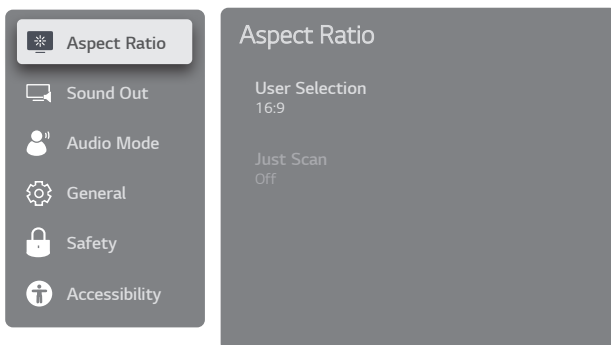 Aspect Ratio
Sound Out
Audio Mode
General
Safety
Accessibility
Aspect Ratio
User Selection
16:9
Just Scan
Off